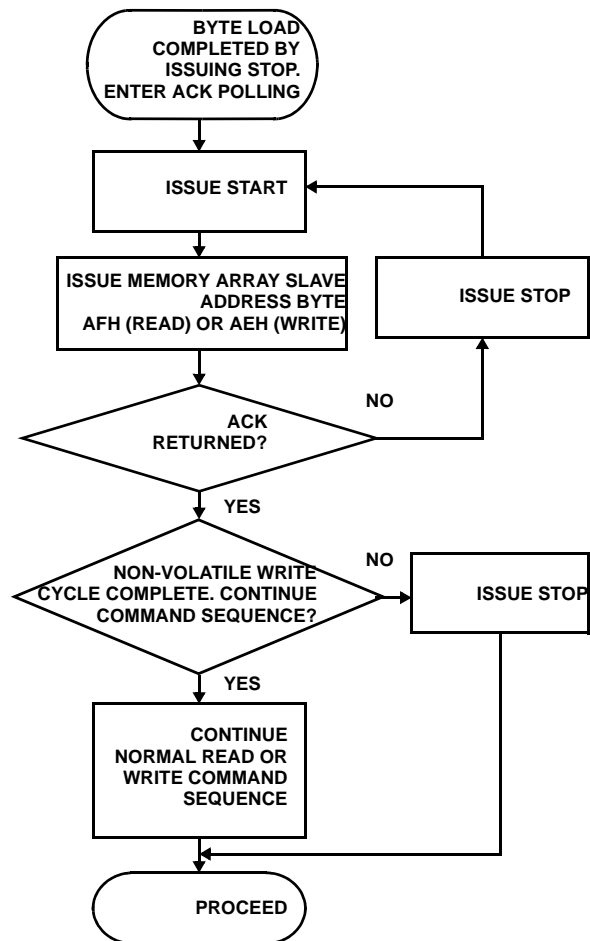 BYTE LOAD
COMPLETED BY
ISSUING STOP.
ENTER ACK POLLING
ISSUE START
ISSUE MEMORY ARRAY SLAVE
ADDRESS BYTE
AFH (READ) OR AEH (WRITE)
ISSUE STOP
ACK
RETURNED?
NO
YES
NON-VOLATILE WRITE
CYCLE COMPLETE. CONTINUE
COMMAND SEQUENCE?
NO
ISSUE STOP
YES
CONTINUE
NORMAL READ OR
WRITE COMMAND
SEQUENCE
PROCEED